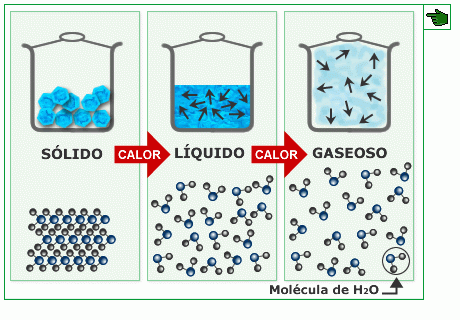 SÓLIDO CALOR LÍQUIDO CALOR GASEOSO
Molécula de H2O